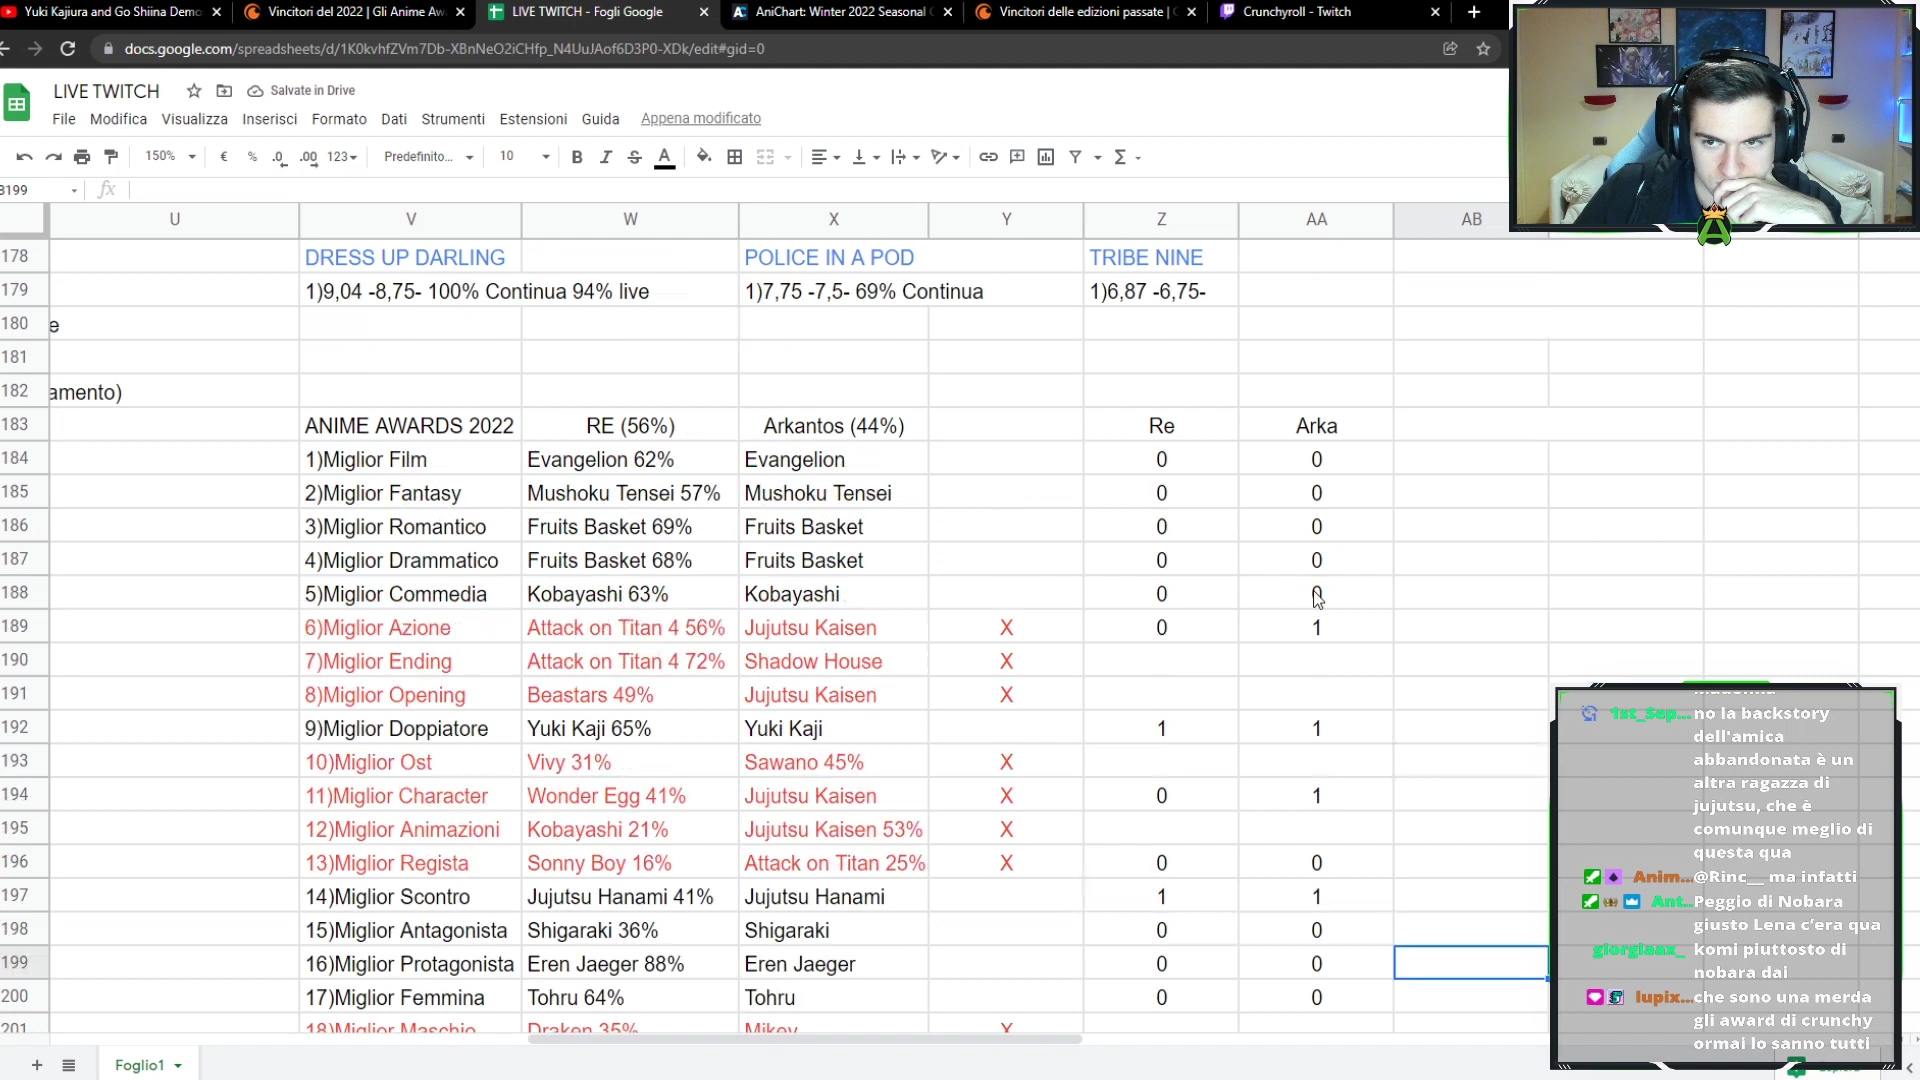 Yuki Kajiura and Go Shiina Demo
Vincitori del 2022 | Gli Anime Aw
LIVE TWITCH - Fogli Google
AniChart: Winter 2022 Seasonal
Vincitori delle edizioni passate |
Crunchyroll - Twitch
docs.google.com/spreadsheets/d/1K0kvhfZVm7Db-XBnNeO2iCHfp_N4UuJAof6D3P0-XDk/edit#gid=0
LIVE TWITCH
Salvate in Drive
File Modifica Visualizza Inserisci Formato Dati Strumenti Estensioni Guida Appena modificato
150% € % .0 .00 123 Predefinito... 10 B I S A
B199 fx
U V W X Y Z AA AB
178 DRESS UP DARLING POLICE IN A POD TRIBE NINE
179 1)9,04 -8,75- 100% Continua 94% live 1)7,75 -7,5- 69% Continua 1)6,87 -6,75-
180 e
181
182 amento)
183 ANIME AWARDS 2022 RE (56%) Arkantos (44%) Re Arka
184 1)Miglior Film Evangelion 62% Evangelion 0 0
185 2)Miglior Fantasy Mushoku Tensei 57% Mushoku Tensei 0 0
186 3)Miglior Romantico Fruits Basket 69% Fruits Basket 0 0
187 4)Miglior Drammatico Fruits Basket 68% Fruits Basket 0 0
188 5)Miglior Commedia Kobayashi 63% Kobayashi 0 0
189 6)Miglior Azione Attack on Titan 4 56% Jujutsu Kaisen X 0 1
190 7)Miglior Ending Attack on Titan 4 72% Shadow House X
191 8)Miglior Opening Beastars 49% Jujutsu Kaisen X
192 9)Miglior Doppiatore Yuki Kaji 65% Yuki Kaji 1 1
193 10)Miglior Ost Vivy 31% Sawano 45% X
194 11)Miglior Character Wonder Egg 41% Jujutsu Kaisen X 0 1
195 12)Miglior Animazioni Kobayashi 21% Jujutsu Kaisen 53% X
196 13)Miglior Regista Sonny Boy 16% Attack on Titan 25% X 0 0
197 14)Miglior Scontro Jujutsu Hanami 41% Jujutsu Hanami 1 1
198 15)Miglior Antagonista Shigaraki 36% Shigaraki 0 0
199 16)Miglior Protagonista Eren Jaeger 88% Eren Jaeger 0 0
200 17)Miglior Femmina Tohru 64% Tohru 0 0
201 18)Miglior Maschio Draken 35% Mikey X
Foglio1
1st_Sep... no la backstory
dell'amica
abbandonata è un
altra ragazza di
jujutsu, che è
comunque meglio di
questa qua
Anim... @Rinc__ ma infatti
Ant... Peggio di Nobara
giusto Lena c’era qua
giorgiaax_ komi piuttosto di
nobara dai
lupix... che sono una merda
gli award di crunchy
ormai lo sanno tutti